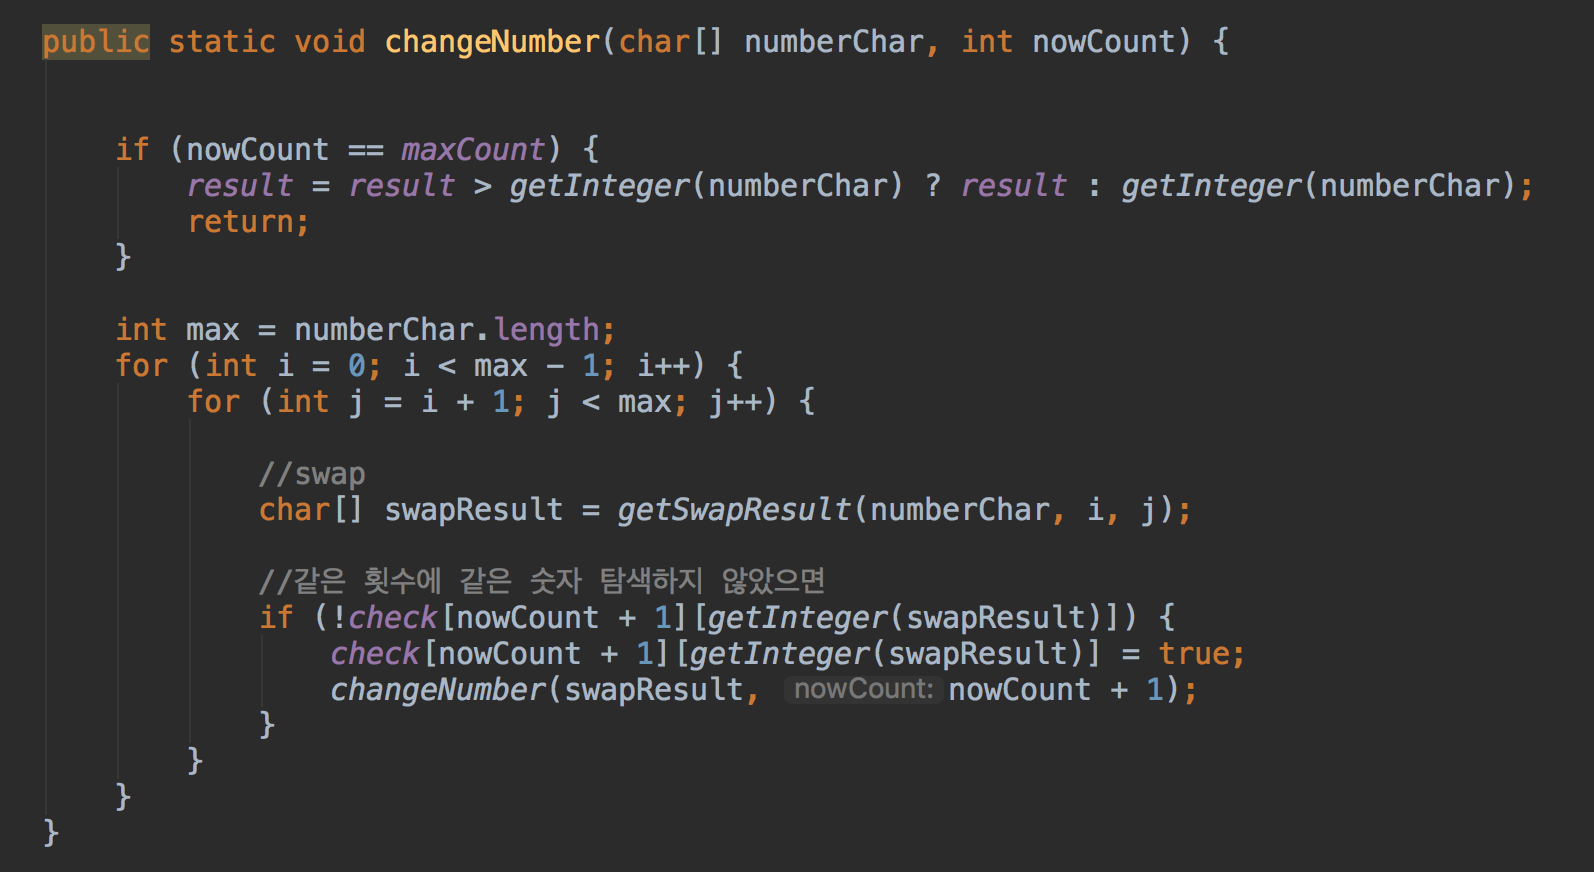 public static void changeNumber(char[] numberChar, int nowCount) {
if (nowCount == maxCount) {
result = result > getInteger(numberChar) ? result : getInteger(numberChar);
return;
}
int max = numberChar.length;
for (int i = 0; i < max - 1; i++) {
for (int j = i + 1; j < max; j++) {
//swap
char[] swapResult = getSwapResult(numberChar, i, j);
//같은 횟수에 같은 숫자 탐색하지 않았으면
if (!check[nowCount + 1][getInteger(swapResult)]) {
check[nowCount + 1][getInteger(swapResult)] = true;
changeNumber(swapResult, nowCount: nowCount + 1);
}
}
}
}